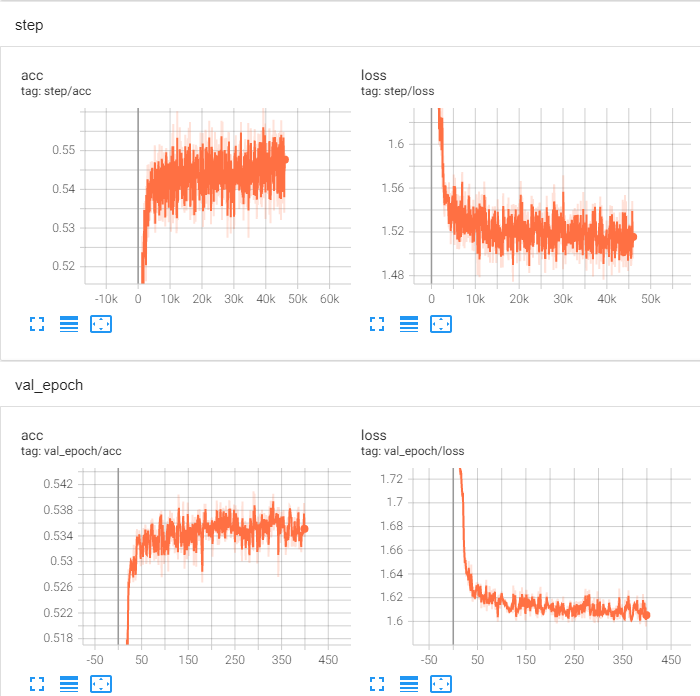 step
acc
tag: step/acc
0.55
0.54
0.53
0.52
-10k 0 10k 20k 30k 40k 50k 60k
loss
tag: step/loss
1.6
1.56
1.52
1.48
0 10k 20k 30k 40k 50k
val_epoch
acc
tag: val_epoch/acc
0.542
0.538
0.534
0.53
0.526
0.522
0.518
-50 50 150 250 350 450
loss
tag: val_epoch/loss
1.72
1.7
1.68
1.66
1.64
1.62
1.6
-50 50 150 250 350 450